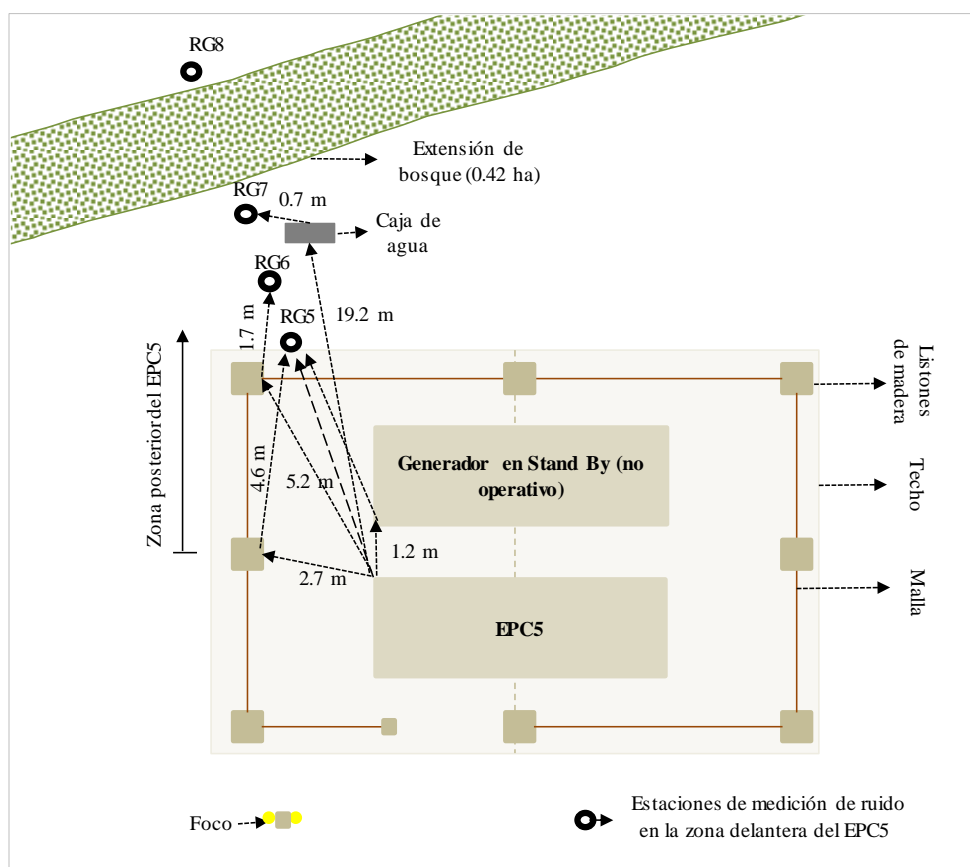 RG8
Extensión de
bosque (0.42 ha)
RG7
0.7 m
Caja de
agua
RG6
RG5
19.2 m
1.7 m
Zona posterior del EPC5
Listones
de madera
Generador en Stand By (no
operativo)
4.6 m
5.2 m
Techo
1.2 m
2.7 m
Malla
EPC5
Foco
Estaciones de medición de ruido
en la zona delantera del EPC5